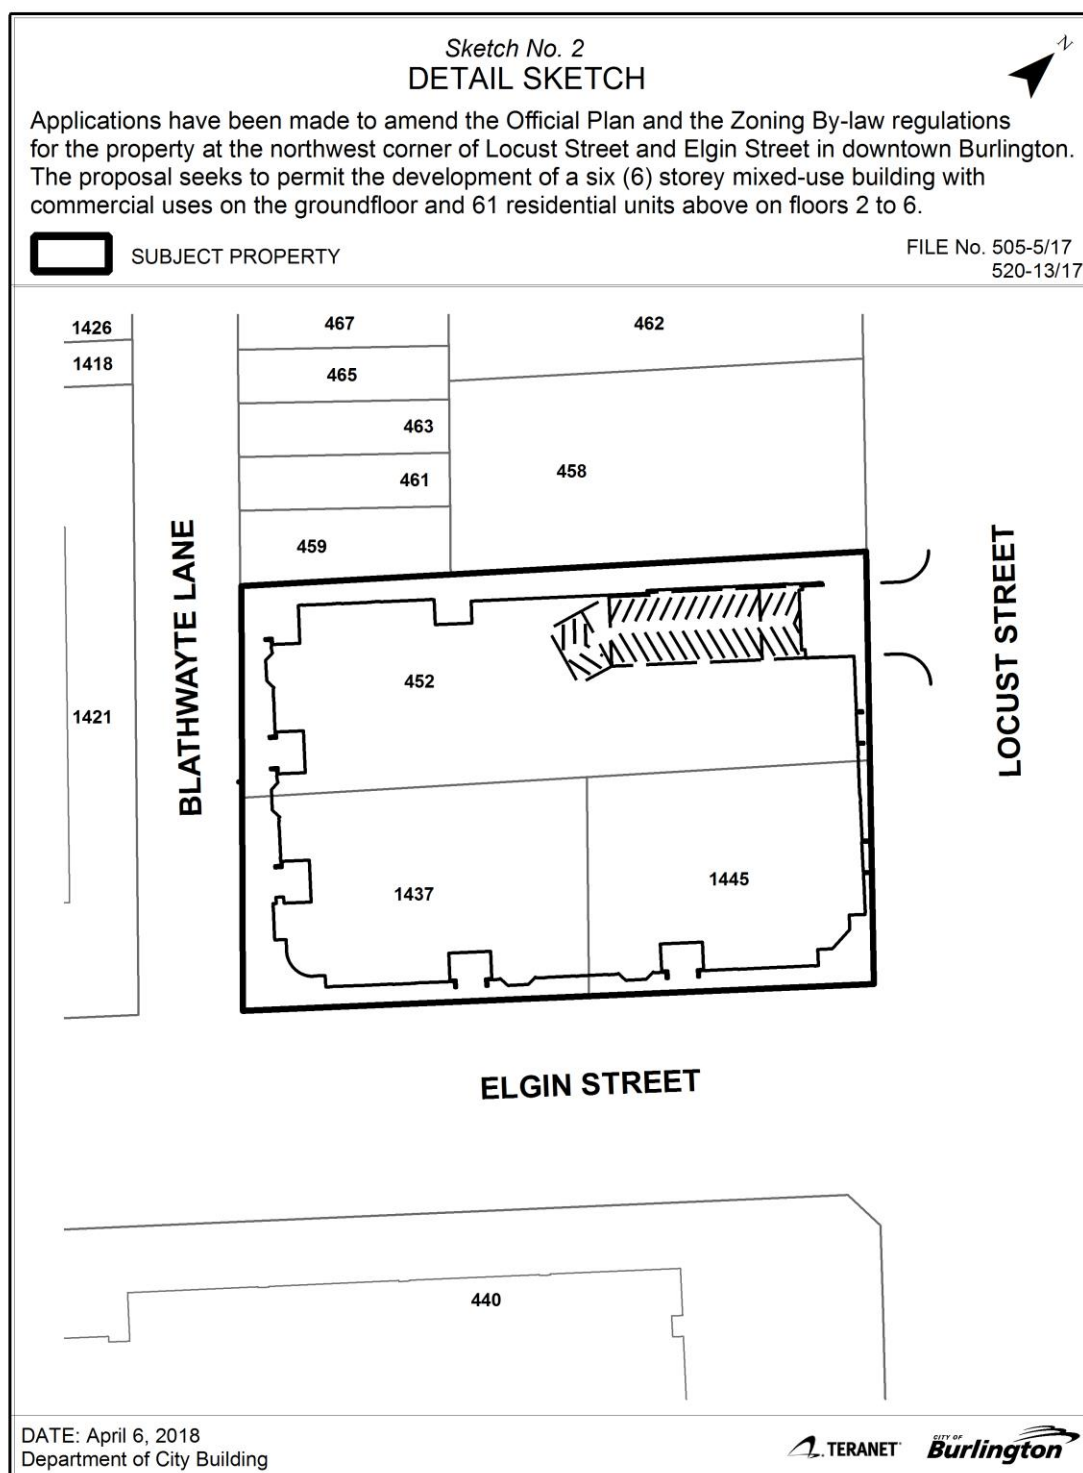 Sketch No. 2
DETAIL SKETCH
N
Applications have been made to amend the Official Plan and the Zoning By-law regulations
for the property at the northwest corner of Locust Street and Elgin Street in downtown Burlington.
The proposal seeks to permit the development of a six (6) storey mixed-use building with
commercial uses on the groundfloor and 61 residential units above on floors 2 to 6.
SUBJECT PROPERTY
FILE No. 505-5/17
520-13/17
1426
467
462
1418
465
463
461
458
459
BLATHWAYTE LANE
LOCUST STREET
452
1421
1437
1445
ELGIN STREET
440
DATE: April 6, 2018
Department of City Building
TERANET
CITY OF
Burlington